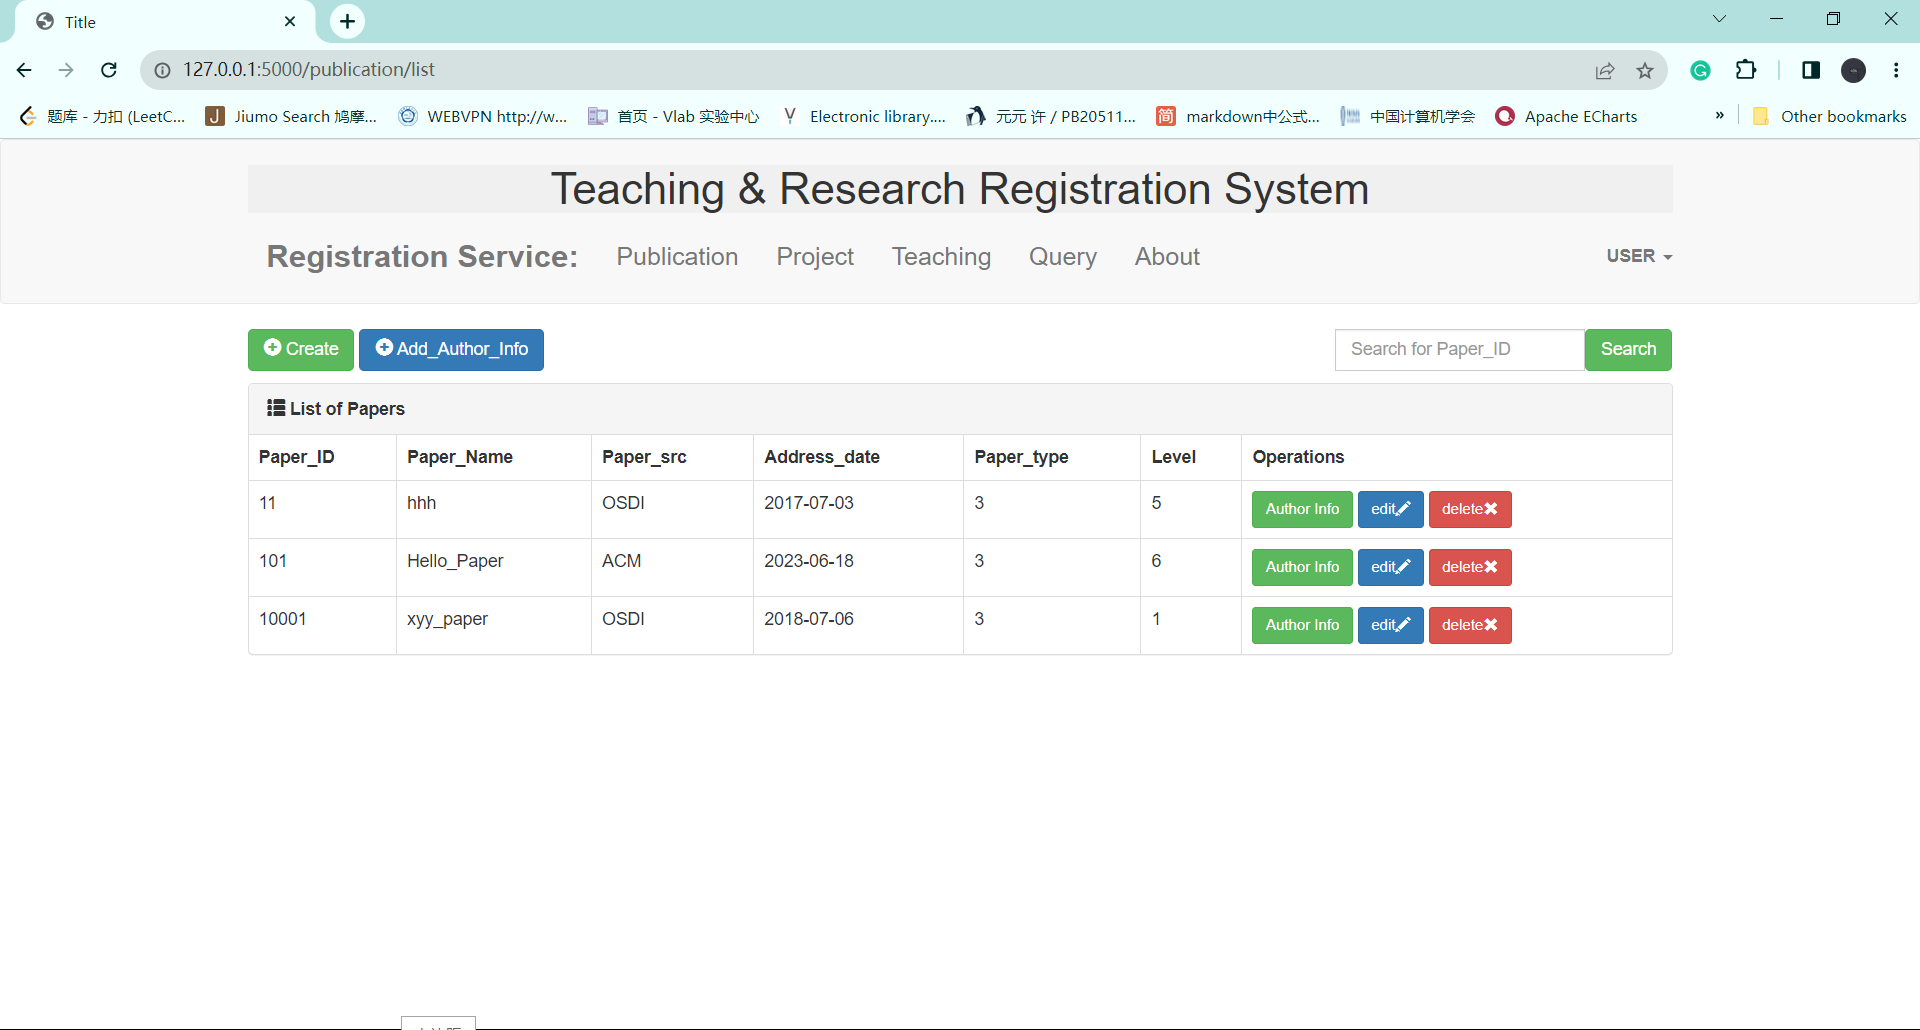 Title
127.0.0.1:5000/publication/list
题库 - 力扣 (LeetC... Jiumo Search 鸠摩... WEBVPN http://w... 首页 - Vlab 实验中心 Electronic library.... 元元 许 / PB20511... markdown中公式... 中国计算机学会 Apache ECharts » Other bookmarks
Teaching & Research Registration System
Registration Service: Publication Project Teaching Query About USER
Create Add_Author_Info Search for Paper_ID Search
List of Papers
Paper_ID Paper_Name Paper_src Address_date Paper_type Level Operations
11 hhh OSDI 2017-07-03 3 5 Author Info edit delete
101 Hello_Paper ACM 2023-06-18 3 6 Author Info edit delete
10001 xyy_paper OSDI 2018-07-06 3 1 Author Info edit delete